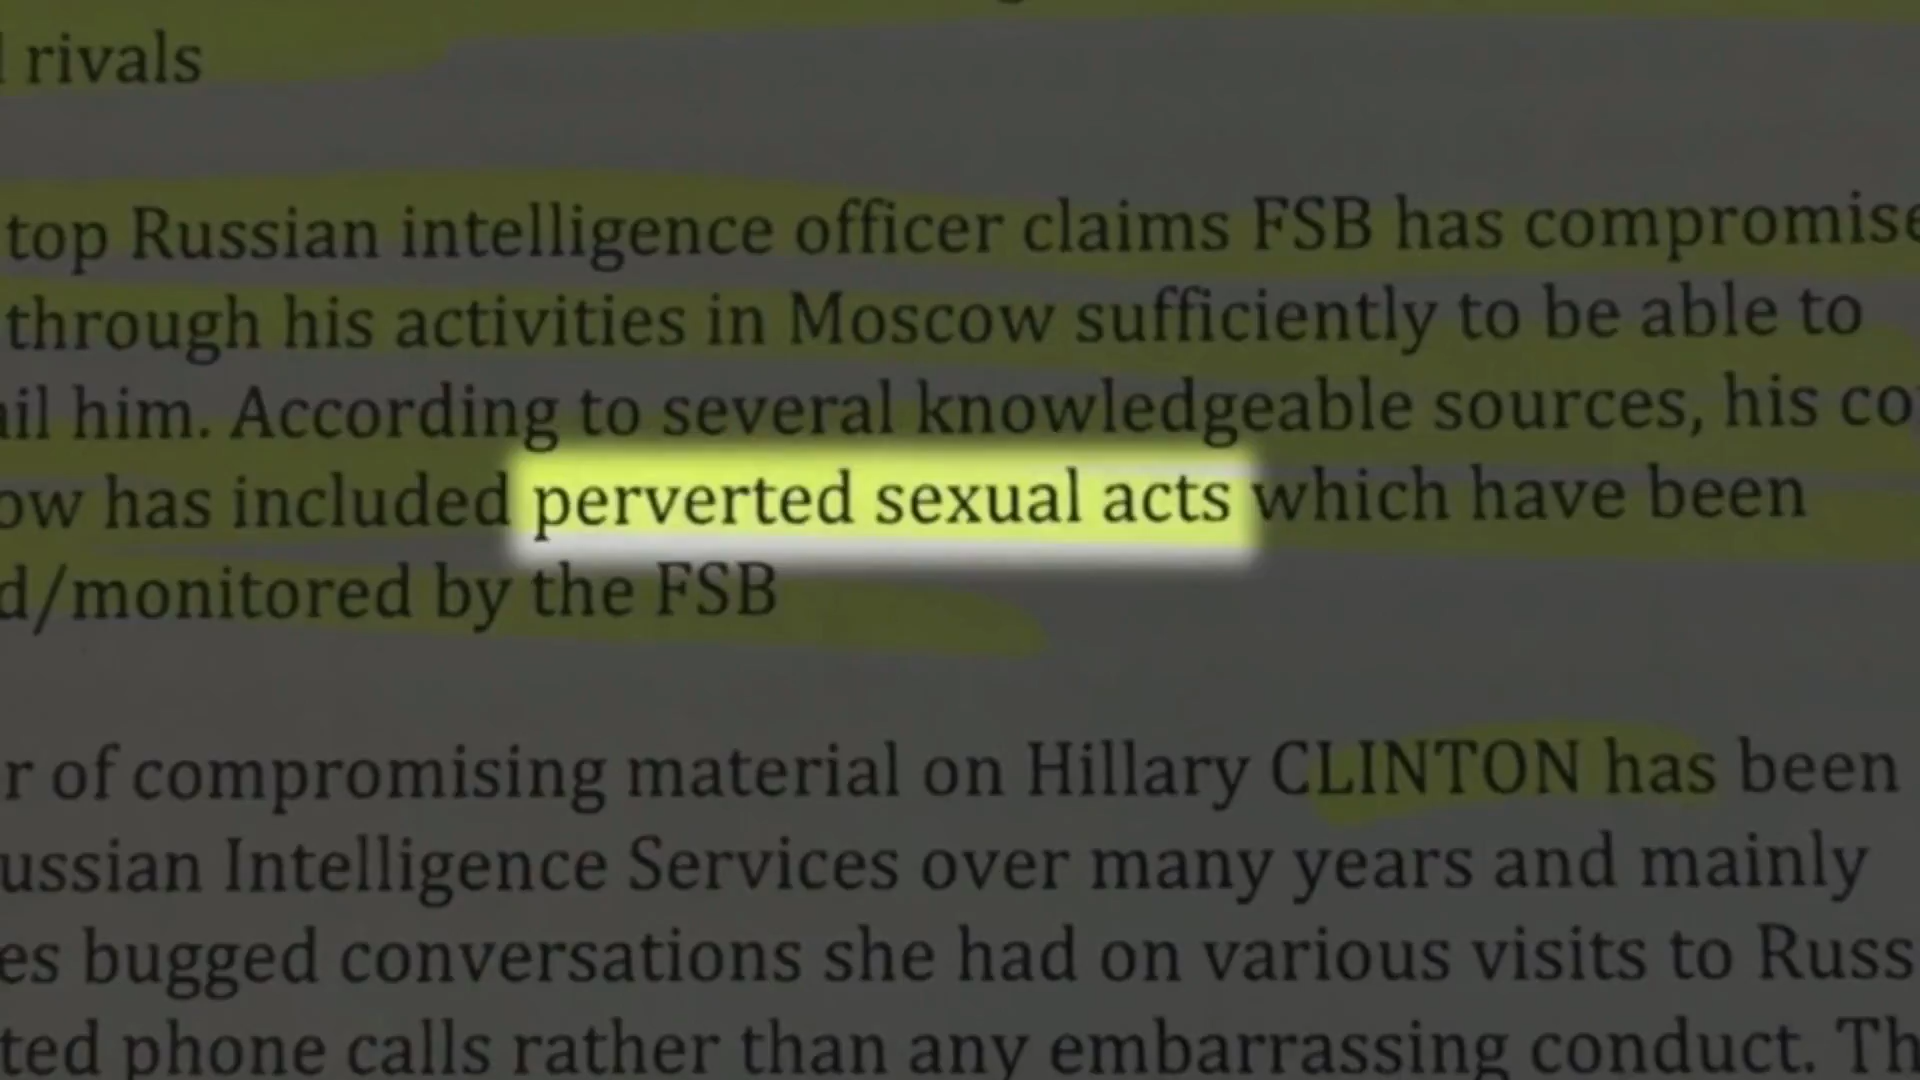 rivals
top Russian intelligence officer claims FSB has compromise
through his activities in Moscow sufficiently to be able to
ail him. According to several knowledgeable sources, his co
ow has included perverted sexual acts which have been
d/monitored by the FSB
r of compromising material on Hillary CLINTON has been
ussian Intelligence Services over many years and mainly
es bugged conversations she had on various visits to Russ
ted phone calls rather than any embarrassing conduct. Th